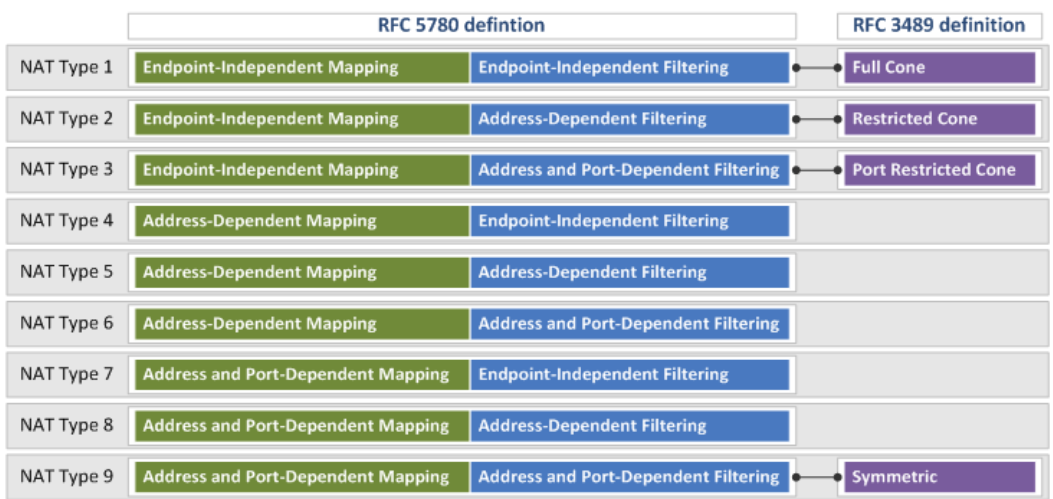 RFC 5780 defintion RFC 3489 definition
NAT Type 1 Endpoint-Independent Mapping Endpoint-Independent Filtering Full Cone
NAT Type 2 Endpoint-Independent Mapping Address-Dependent Filtering Restricted Cone
NAT Type 3 Endpoint-Independent Mapping Address and Port-Dependent Filtering Port Restricted Cone
NAT Type 4 Address-Dependent Mapping Endpoint-Independent Filtering
NAT Type 5 Address-Dependent Mapping Address-Dependent Filtering
NAT Type 6 Address-Dependent Mapping Address and Port-Dependent Filtering
NAT Type 7 Address and Port-Dependent Mapping Endpoint-Independent Filtering
NAT Type 8 Address and Port-Dependent Mapping Address-Dependent Filtering
NAT Type 9 Address and Port-Dependent Mapping Address and Port-Dependent Filtering Symmetric